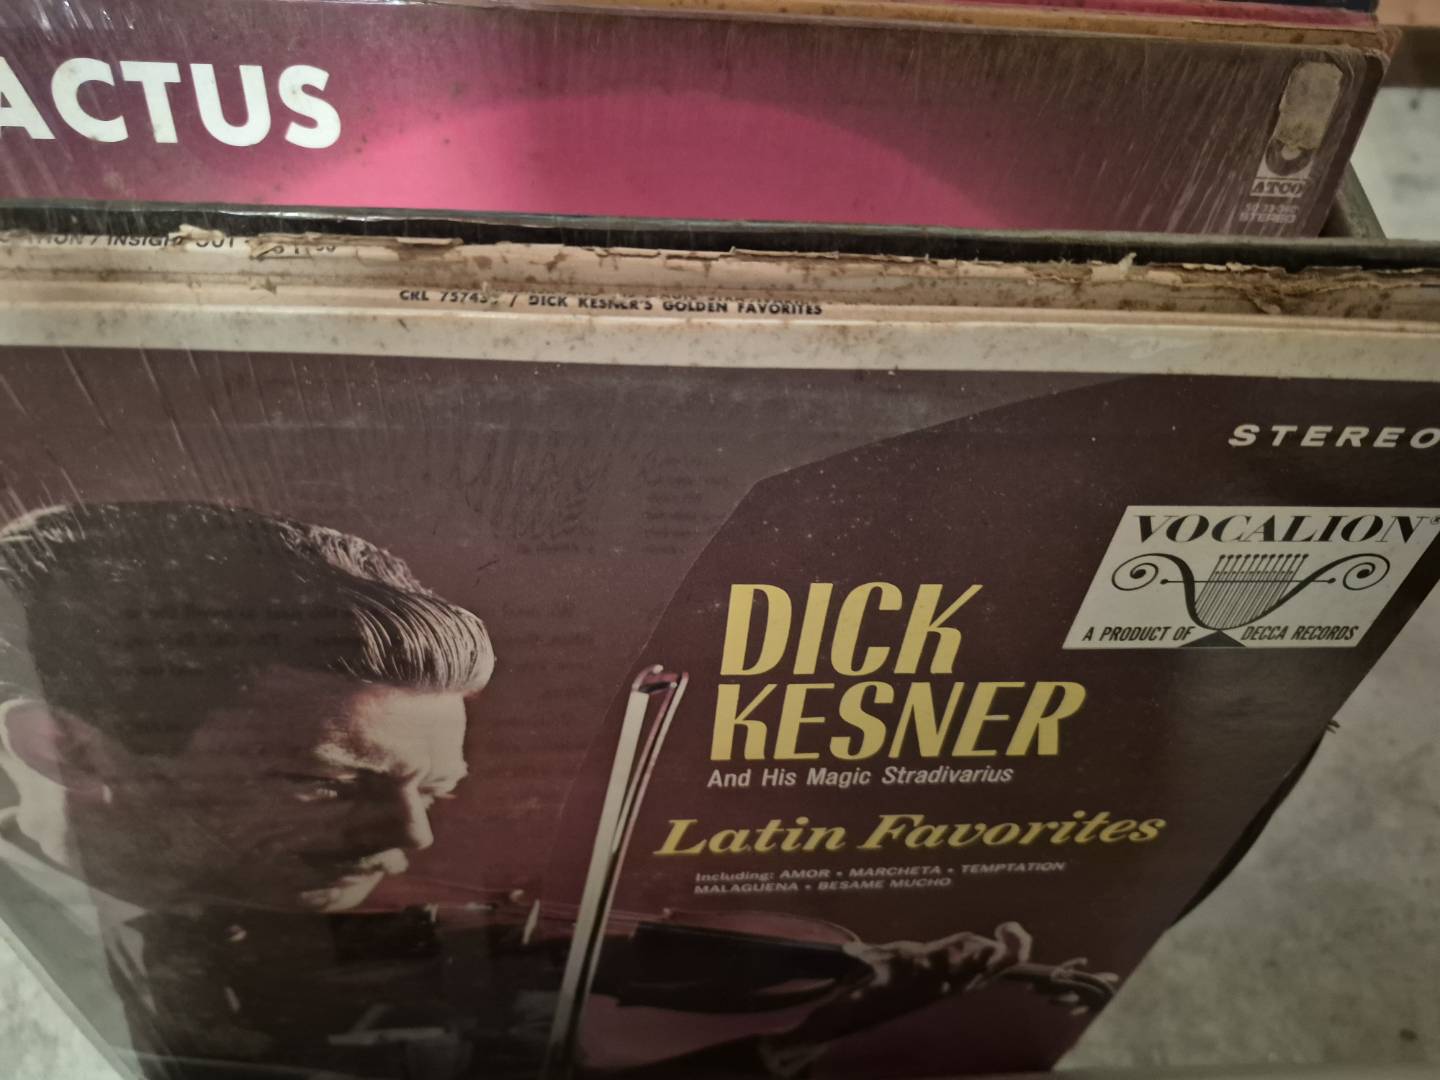 ACTUS
ATCO
STEREO
/ INSIGHT OUT
CRL 75743 / DICK KESNER'S GOLDEN FAVORITES
STEREO
VOCALION
A PRODUCT OF DECCA RECORDS
DICK
KESNER
And His Magic Stradivarius
Latin Favorites
Including: AMOR • MARCHETA • TEMPTATION
MALAGUENA • BESAME MUCHO